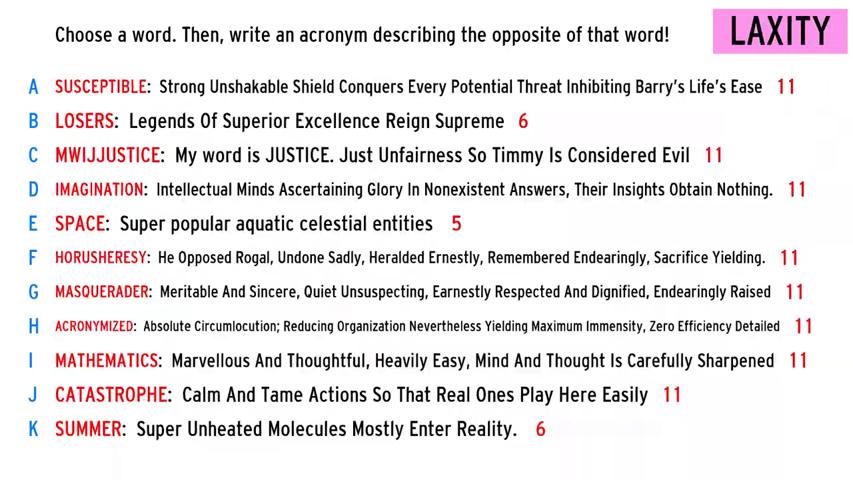 Choose a word. Then, write an acronym describing the opposite of that word!
LAXITY
A SUSCEPTIBLE: Strong Unshakable Shield Conquers Every Potential Threat Inhibiting Barry's Life's Ease 11
B LOSERS: Legends Of Superior Excellence Reign Supreme 6
C MWIJJUSTICE: My word is JUSTICE. Just Unfairness So Timmy Is Considered Evil 11
D IMAGINATION: Intellectual Minds Ascertaining Glory In Nonexistent Answers, Their Insights Obtain Nothing. 11
E SPACE: Super popular aquatic celestial entities 5
F HORUSHERESY: He Opposed Rogal, Undone Sadly, Heralded Ernestly, Remembered Endearingly, Sacrifice Yielding. 11
G MASQUERADER: Meritable And Sincere, Quiet Unsuspecting, Earnestly Respected And Dignified, Endearingly Raised 11
H ACRONYMIZED: Absolute Circumlocution; Reducing Organization Nevertheless Yielding Maximum Immensity, Zero Efficiency Detailed 11
I MATHEMATICS: Marvellous And Thoughtful, Heavily Easy, Mind And Thought Is Carefully Sharpened 11
J CATASTROPHE: Calm And Tame Actions So That Real Ones Play Here Easily 11
K SUMMER: Super Unheated Molecules Mostly Enter Reality. 6